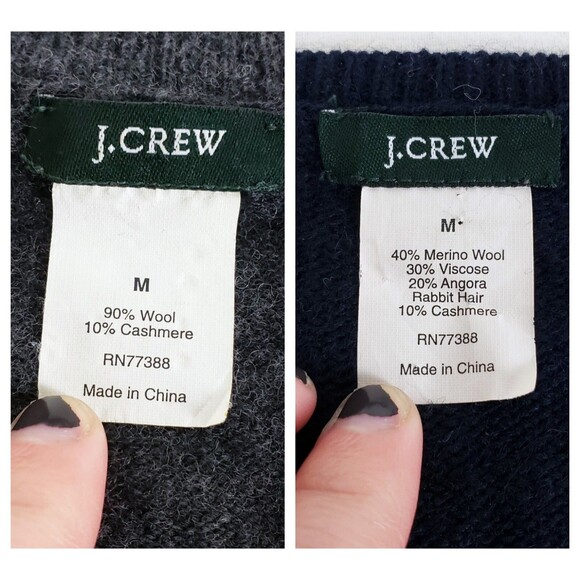 J.CREW
M
90% Wool
10% Cashmere
RN77388
Made in China
J.CREW
M
40% Merino Wool
30% Viscose
20% Angora
Rabbit Hair
10% Cashmere
RN77388
Made in China